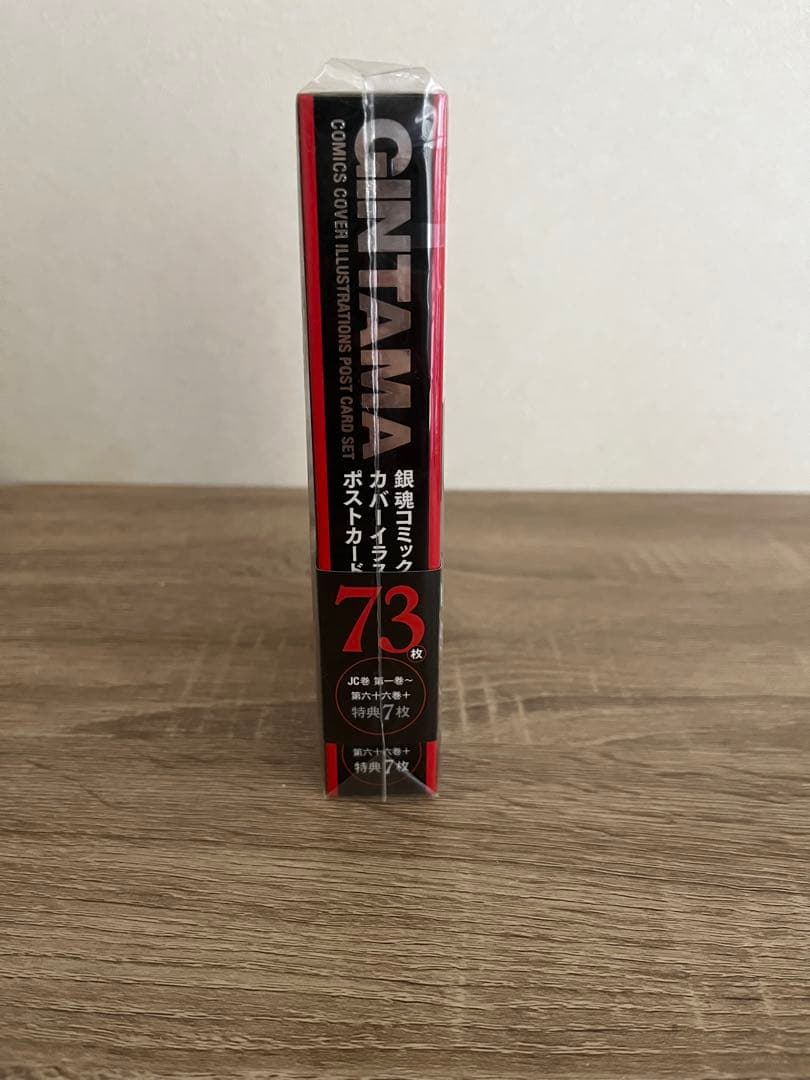 GINTAMA
COMICS COVER ILLUSTRATIONS POST CARD SET
銀魂コミック
カバーイラス
ポストカード
73枚
JC巻 第一巻～
第六十六巻+
特典7枚
第六十六巻+
特典7枚